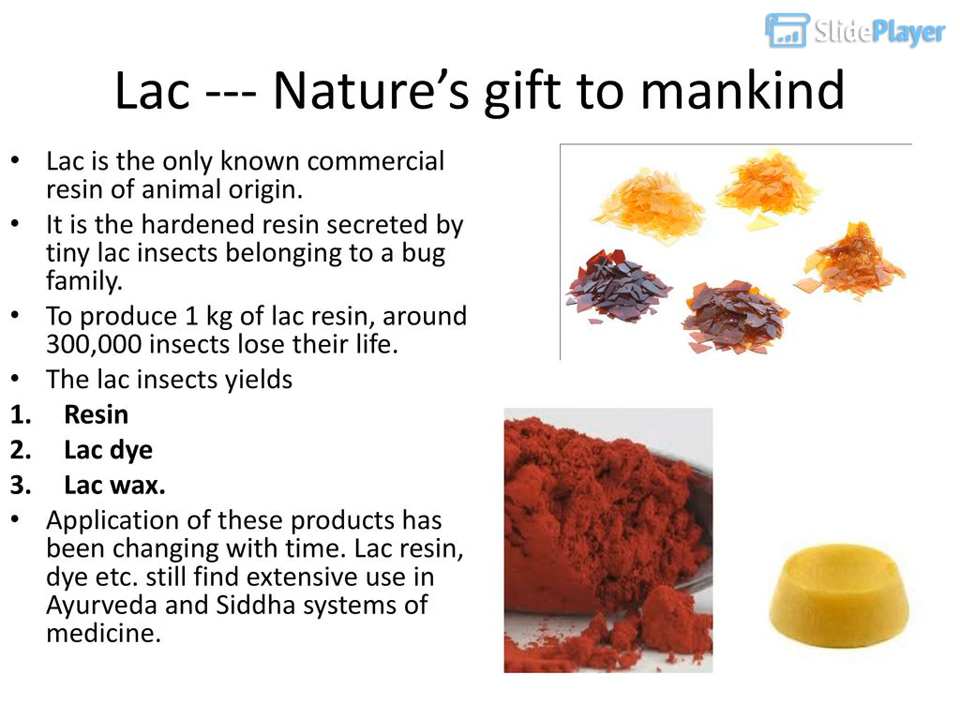 SlidePlayer
Lac --- Nature’s gift to mankind
• Lac is the only known commercial
resin of animal origin.
• It is the hardened resin secreted by
tiny lac insects belonging to a bug
family.
• To produce 1 kg of lac resin, around
300,000 insects lose their life.
• The lac insects yields
1. Resin
2. Lac dye
3. Lac wax.
• Application of these products has
been changing with time. Lac resin,
dye etc. still find extensive use in
Ayurveda and Siddha systems of
medicine.